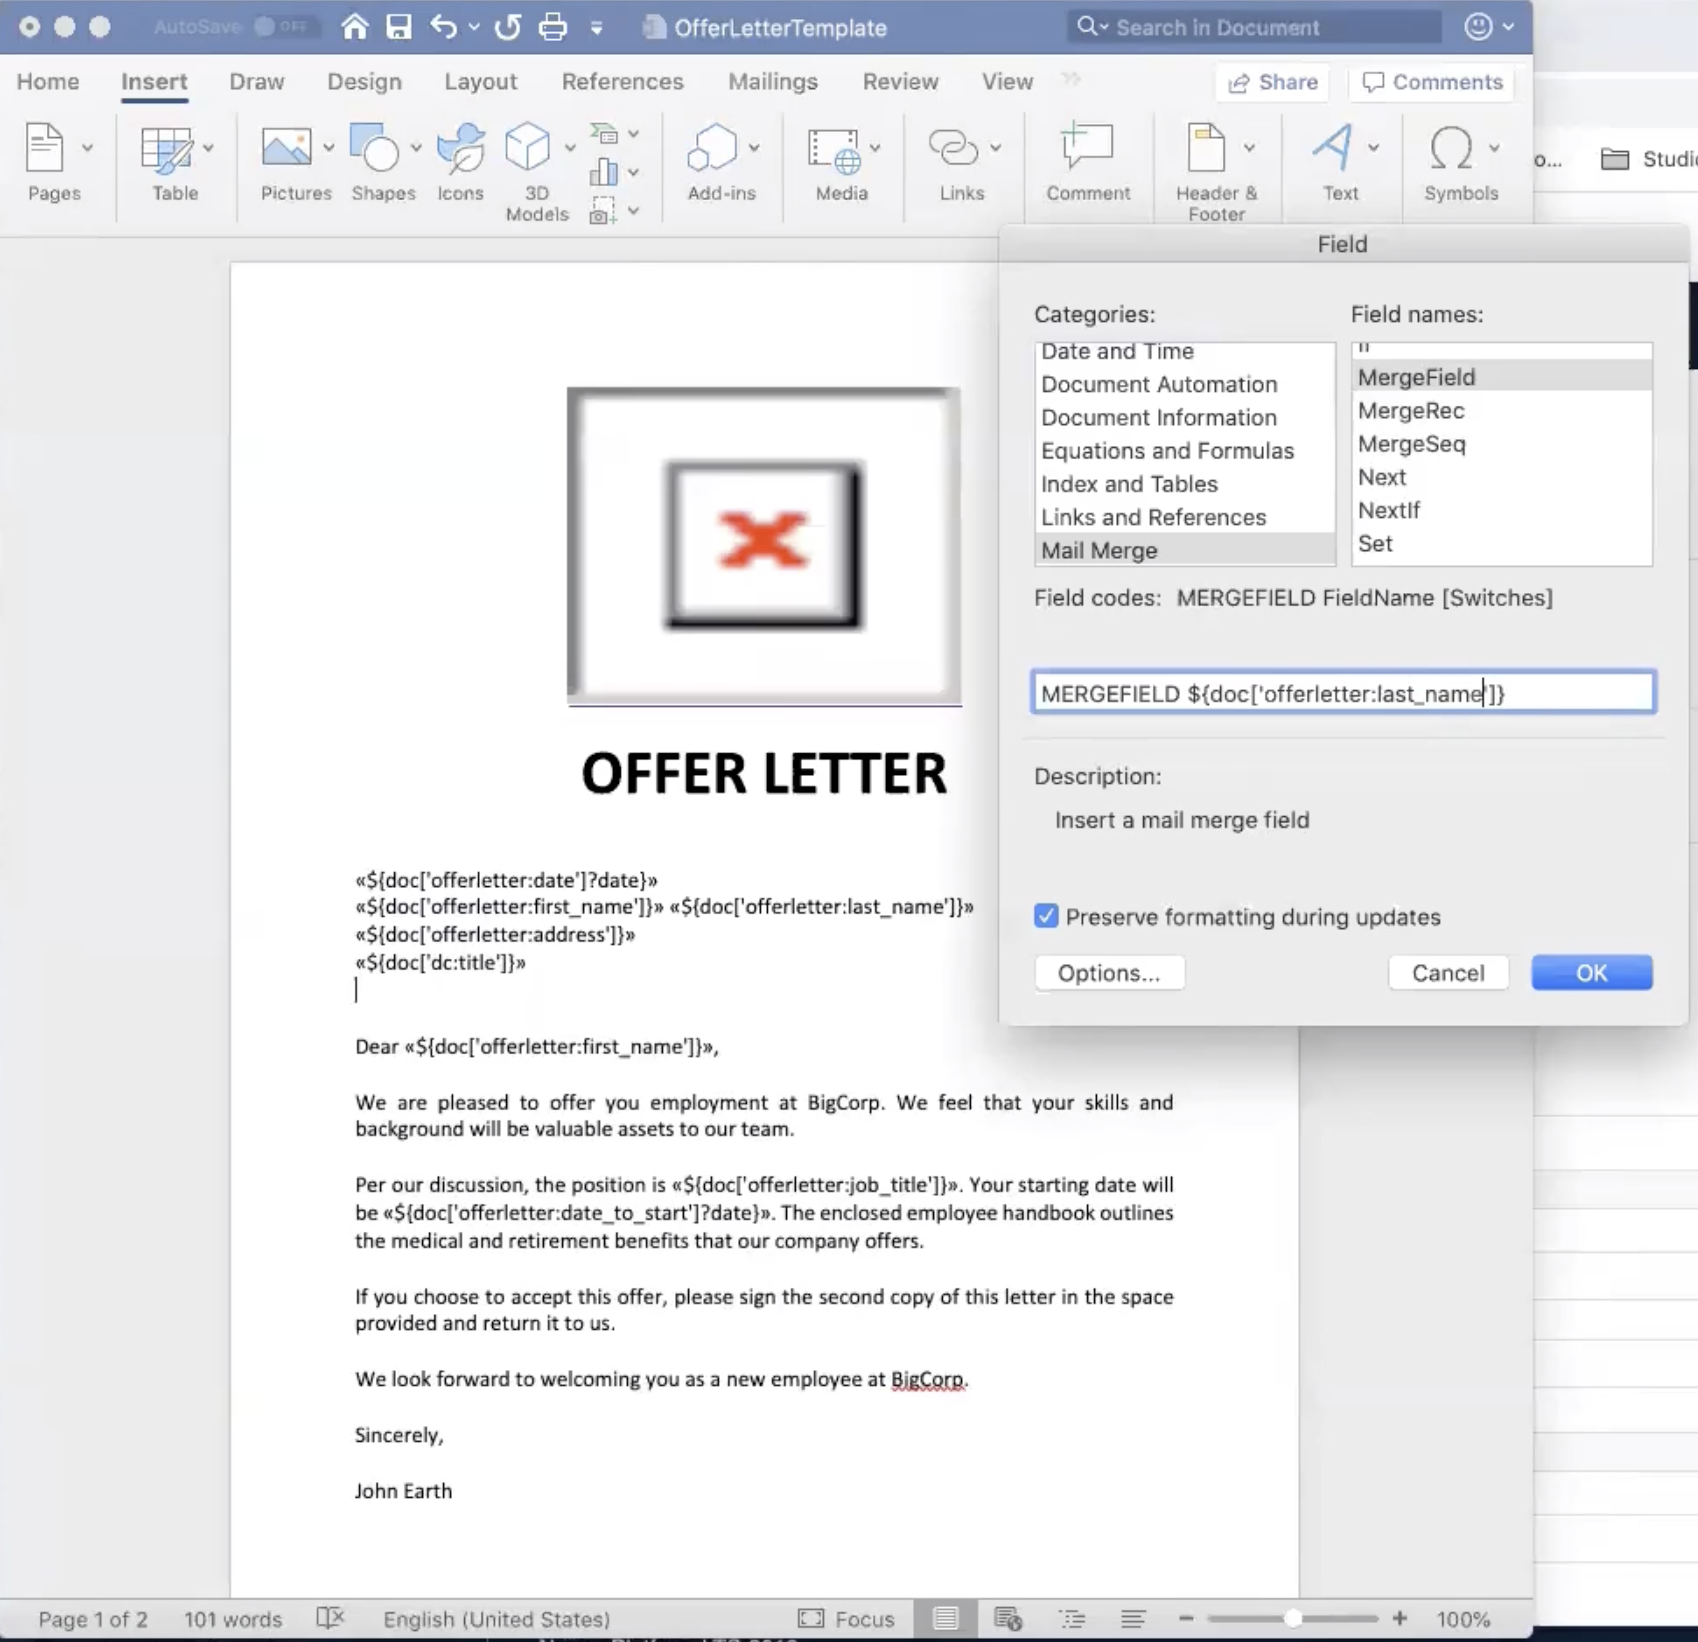 AutoSave OFF OfferLetterTemplate Search in Document
Home Insert Draw Design Layout References Mailings Review View Share Comments
Pages Table Pictures Shapes Icons 3D Models Add-ins Media Links Comment Header & Footer Text Symbols
Field
Categories:
Date and Time
Document Automation
Document Information
Equations and Formulas
Index and Tables
Links and References
Mail Merge
Field names:
MergeField
MergeRec
MergeSeq
Next
NextIf
Set
Field codes: MERGEFIELD FieldName [Switches]
MERGEFIELD ${doc['offerletter:last_name']}
Description:
Insert a mail merge field
Preserve formatting during updates
Options... Cancel OK
OFFER LETTER
«${doc['offerletter:date']?date}»
«${doc['offerletter:first_name']}» «${doc['offerletter:last_name']}»
«${doc['offerletter:address']}»
«${doc['dc:title']}»
Dear «${doc['offerletter:first_name']}»,
We are pleased to offer you employment at BigCorp. We feel that your skills and
background will be valuable assets to our team.
Per our discussion, the position is «${doc['offerletter:job_title']}». Your starting date will
be «${doc['offerletter:date_to_start']?date}». The enclosed employee handbook outlines
the medical and retirement benefits that our company offers.
If you choose to accept this offer, please sign the second copy of this letter in the space
provided and return it to us.
We look forward to welcoming you as a new employee at BigCorp.
Sincerely,
John Earth
Page 1 of 2 101 words English (United States) Focus 100%